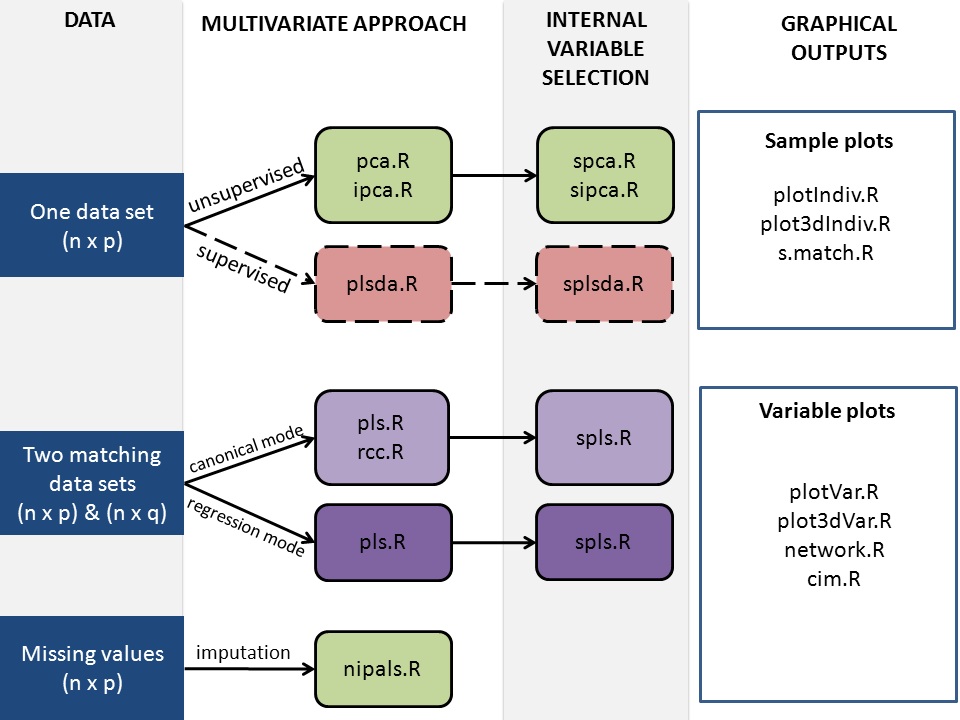 DATA
MULTIVARIATE APPROACH
INTERNAL
VARIABLE
SELECTION
GRAPHICAL
OUTPUTS
One data set
(n x p)
unsupervised
supervised
pca.R
ipca.R
spca.R
sipca.R
plsda.R
splsda.R
Sample plots
plotIndiv.R
plot3dIndiv.R
s.match.R
Two matching
data sets
(n x p) & (n x q)
canonical mode
regression mode
pls.R
rcc.R
spls.R
pls.R
spls.R
Variable plots
plotVar.R
plot3dVar.R
network.R
cim.R
Missing values
(n x p)
imputation
nipals.R